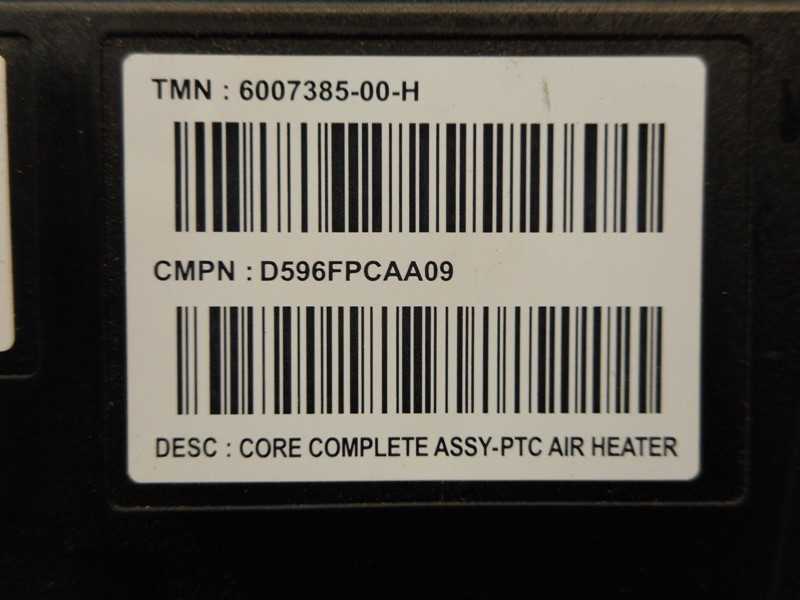 TMN : 6007385-00-H
CMPN : D596FPCAA09
DESC : CORE COMPLETE ASSY-PTC AIR HEATER